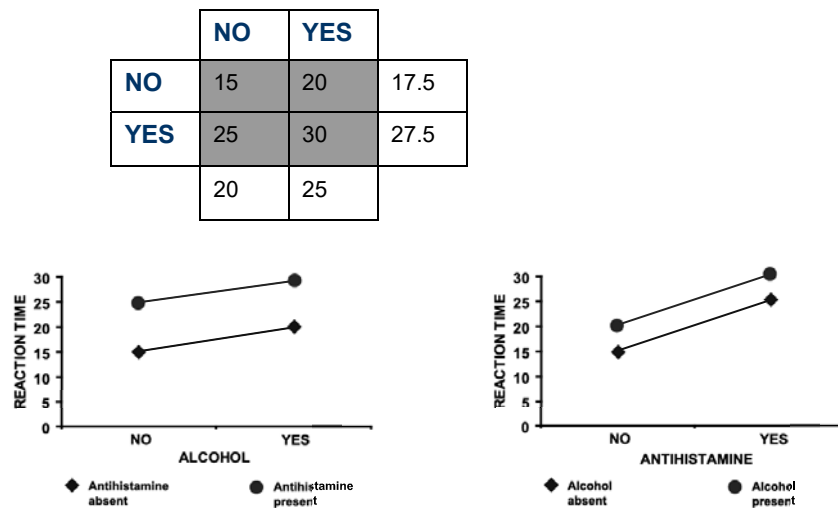 NO YES
NO 15 20 17.5
YES 25 30 27.5
20 25
REACTION TIME
30
25
20
15
10
5
0
NO YES
ALCOHOL
Antihistamine absent
Antihistamine present
REACTION TIME
30
25
20
15
10
5
0
NO YES
ANTIHISTAMINE
Alcohol absent
Alcohol present